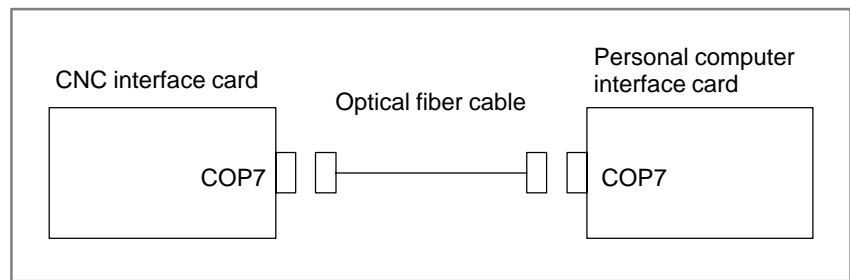 CNC interface card
Optical fiber cable
Personal computer
interface card
COP7
COP7